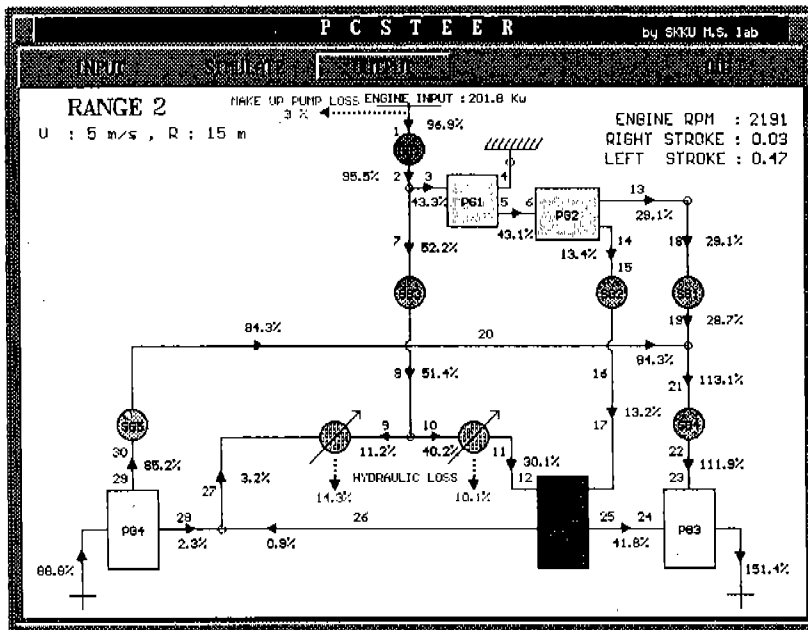 P C S T E E R
by SKKU M.S. lab
INPUT
OUTPUT
RANGE 2
U : 5 m/s , R : 15 m
MAKE UP PUMP LOSS
3 %
ENGINE INPUT : 201.8 Kw
ENGINE RPM : 2191
RIGHT STROKE : 0.03
LEFT STROKE : 0.47
1
96.9%
2
95.5%
3
43.3%
4
PG1
5
6
43.1%
PG2
13
29.1%
14
13.4%
15
18
29.1%
7
52.2%
SG3
SG2
SG1
19
28.7%
84.3%
20
84.3%
8
51.4%
16
21
113.1%
13.2%
17
SG5
SG4
30
85.2%
29
9
11.2%
10
40.2%
11
30.1%
12
22
111.9%
23
27
3.2%
HYDRAULIC LOSS
14.3%
10.1%
PG4
28
2.3%
26
0.9%
25
24
41.8%
PG3
88.8%
151.4%